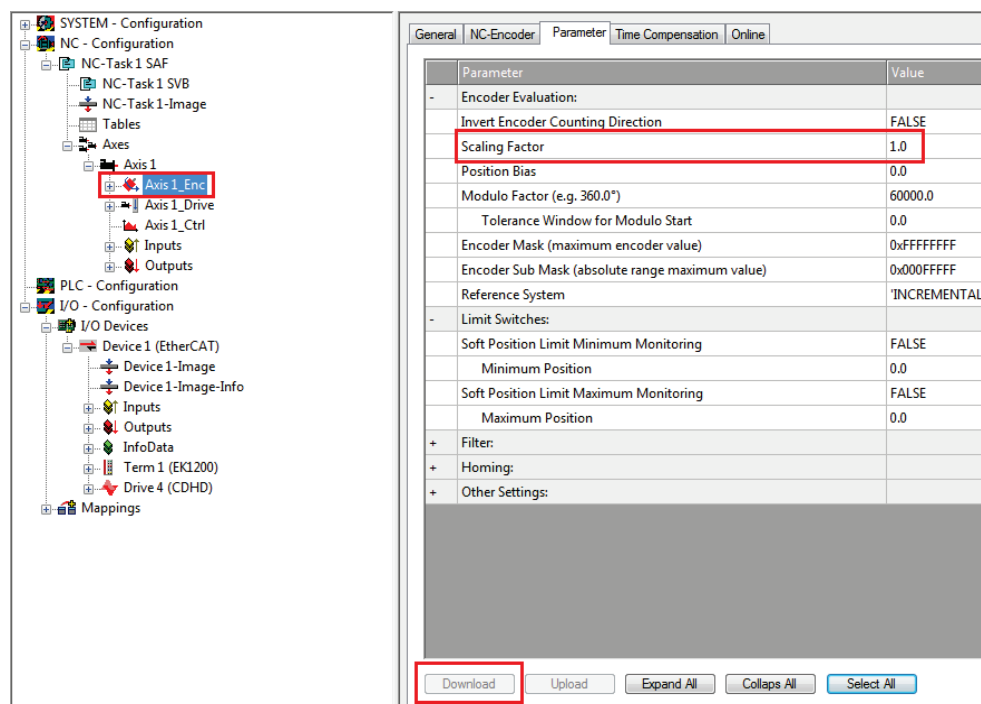 SYSTEM - Configuration
NC - Configuration
NC-Task 1 SAF
NC-Task 1 SVB
NC-Task 1-Image
Tables
Axes
Axis 1
Axis 1_Enc
Axis 1_Drive
Axis 1_Ctrl
Inputs
Outputs
PLC - Configuration
I/O - Configuration
I/O Devices
Device 1 (EtherCAT)
Device 1-Image
Device 1-Image-Info
Inputs
Outputs
InfoData
Term 1 (EK1200)
Drive 4 (CDHD)
Mappings
General NC-Encoder Parameter Time Compensation Online
Parameter Value
- Encoder Evaluation:
Invert Encoder Counting Direction FALSE
Scaling Factor 1.0
Position Bias 0.0
Modulo Factor (e.g. 360.0°) 60000.0
Tolerance Window for Modulo Start 0.0
Encoder Mask (maximum encoder value) 0xFFFFFFFF
Encoder Sub Mask (absolute range maximum value) 0x000FFFFF
Reference System 'INCREMENTAL
- Limit Switches:
Soft Position Limit Minimum Monitoring FALSE
Minimum Position 0.0
Soft Position Limit Maximum Monitoring FALSE
Maximum Position 0.0
+ Filter:
+ Homing:
+ Other Settings:
Download Upload Expand All Collaps All Select All